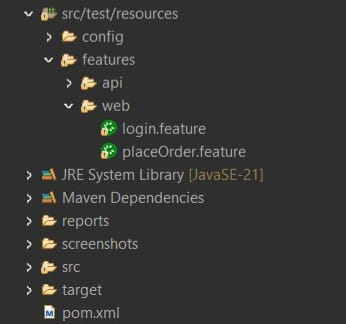 src/test/resources
config
features
api
web
login.feature
placeOrder.feature
JRE System Library [JavaSE-21]
Maven Dependencies
reports
screenshots
src
target
pom.xml